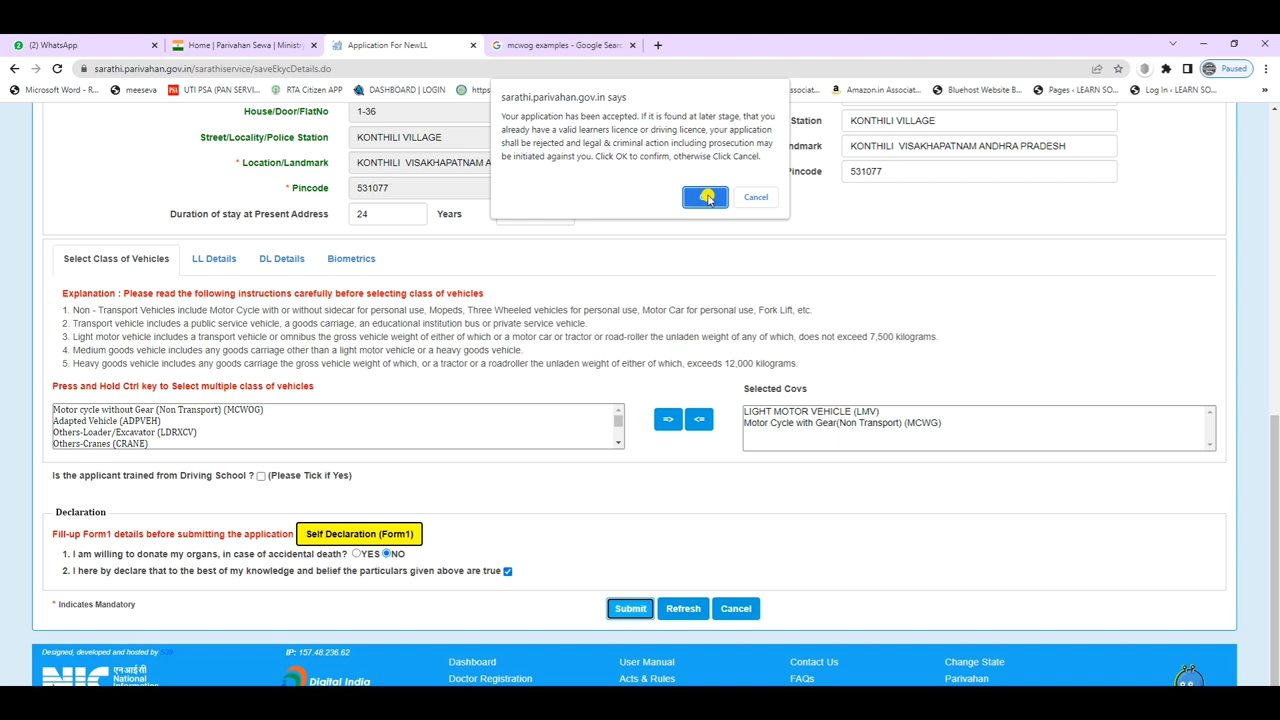 (2) WhatsApp
Home | Parivahan Sewa | Ministry
Application For NewLL
mcwog examples - Google Searc
sarathi.parivahan.gov.in/sarathiservice/saveEkycDetails.do
Paused
Microsoft Word - R...
meeseva
UTI PSA (PAN SERVI...
RTA Citizen APP
DASHBOARD | LOGIN
https
Associat...
Amazon.in Associat...
Bluehost Website B...
Pages ‹ LEARN SO...
Log In ‹ LEARN SO...
»
sarathi.parivahan.gov.in says
Your application has been accepted. If it is found at later stage, that you
already have a valid learners licence or driving licence, your application
shall be rejected and legal & criminal action including prosecution may
be initiated against you. Click OK to confirm, otherwise Click Cancel.
Cancel
House/Door/FlatNo 1-36
Street/Locality/Police Station KONTHILI VILLAGE
Station KONTHILI VILLAGE
* Location/Landmark KONTHILI VISAKHAPATNAM A
ndmark KONTHILI VISAKHAPATNAM ANDHRA PRADESH
* Pincode 531077
incode 531077
Duration of stay at Present Address 24 Years
Select Class of Vehicles LL Details DL Details Biometrics
Explanation : Please read the following instructions carefully before selecting class of vehicles
1. Non - Transport Vehicles include Motor Cycle with or without sidecar for personal use, Mopeds, Three Wheeled vehicles for personal use, Motor Car for personal use, Fork Lift, etc.
2. Transport vehicle includes a public service vehicle, a goods carriage, an educational institution bus or private service vehicle.
3. Light motor vehicle includes a transport vehicle or omnibus the gross vehicle weight of either of which or a motor car or tractor or road-roller the unladen weight of any of which, does not exceed 7,500 kilograms.
4. Medium goods vehicle includes any goods carriage other than a light motor vehicle or a heavy goods vehicle.
5. Heavy goods vehicle includes any goods carriage the gross vehicle weight of which, or a tractor or a roadroller the unladen weight of either of which, exceeds 12,000 kilograms.
Press and Hold Ctrl key to Select multiple class of vehicles
Selected Covs
Motor cycle without Gear (Non Transport) (MCWOG)
Adapted Vehicle (ADPVEH)
Others-Loader/Excavator (LDRXCV)
Others-Cranes (CRANE)
=> <=
LIGHT MOTOR VEHICLE (LMV)
Motor Cycle with Gear(Non Transport) (MCWG)
Is the applicant trained from Driving School ? (Please Tick if Yes)
Declaration
Fill-up Form1 details before submitting the application Self Declaration (Form1)
1. I am willing to donate my organs, in case of accidental death? YES NO
2. I here by declare that to the best of my knowledge and belief the particulars given above are true
* Indicates Mandatory
Submit Refresh Cancel
Designed, developed and hosted by
IP: 157.48.236.62
NIC एन आई सी
National
Informatics
Digital India
Dashboard User Manual Contact Us Change State
Doctor Registration Acts & Rules FAQs Parivahan